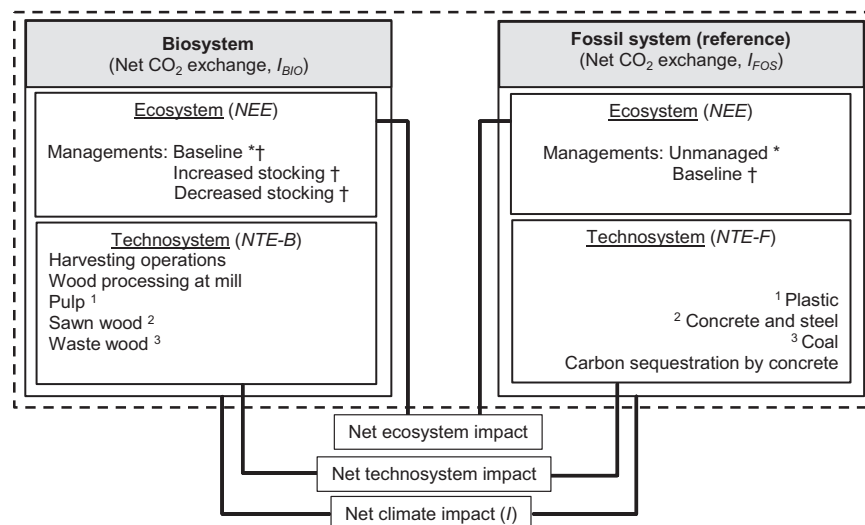 Biosystem
(Net CO₂ exchange, I_BIO)
Ecosystem (NEE)
Managements: Baseline *†
Increased stocking †
Decreased stocking †
Technosystem (NTE-B)
Harvesting operations
Wood processing at mill
Pulp ¹
Sawn wood ²
Waste wood ³
Fossil system (reference)
(Net CO₂ exchange, I_FOS)
Ecosystem (NEE)
Managements: Unmanaged *
Baseline †
Technosystem (NTE-F)
¹ Plastic
² Concrete and steel
³ Coal
Carbon sequestration by concrete
Net ecosystem impact
Net technosystem impact
Net climate impact (I)